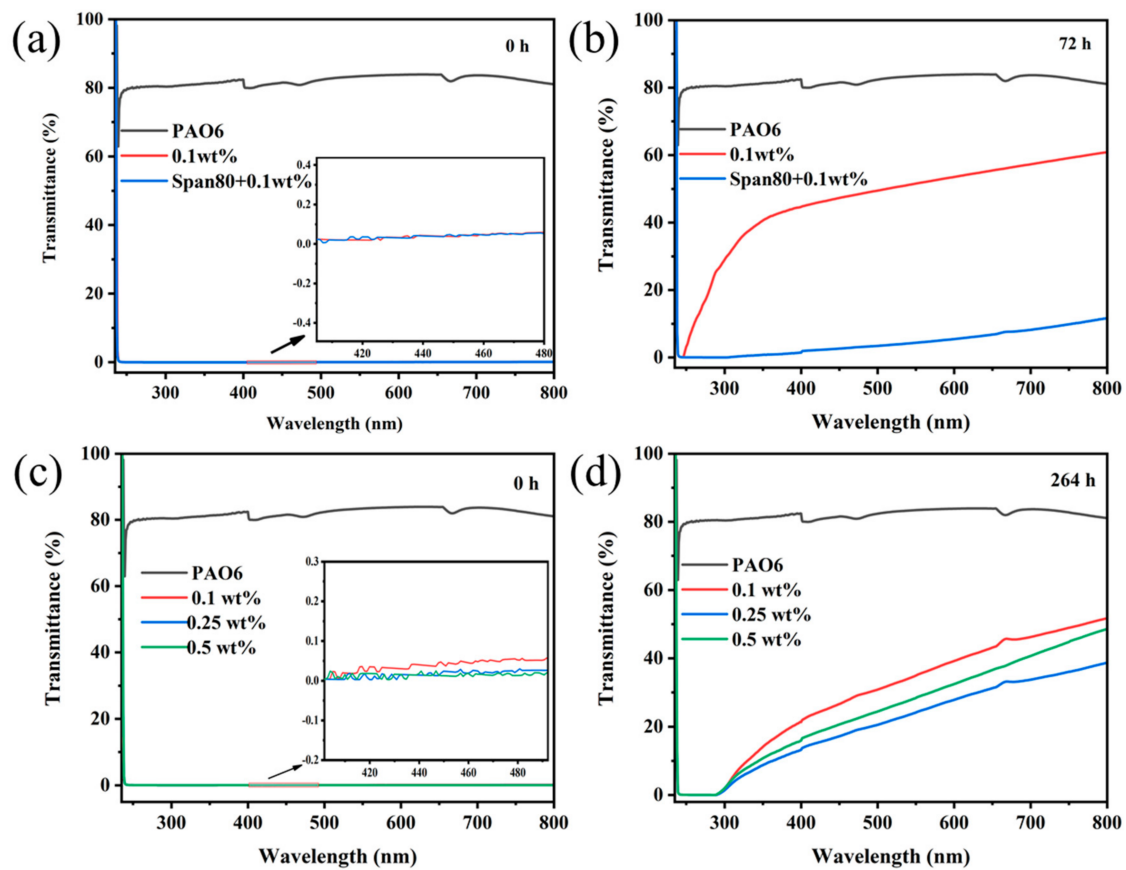 (a)
0 h
PAO6
0.1wt%
Span80+0.1wt%
Transmittance (%)
100
80
60
40
20
0
0.4
0.2
0.0
-0.2
-0.4
420
440
460
480
300
400
500
600
700
800
Wavelength (nm)
(b)
72 h
PAO6
0.1wt%
Span80+0.1wt%
Transmittance (%)
100
80
60
40
20
0
300
400
500
600
700
800
Wavelength (nm)
(c)
0 h
PAO6
0.1 wt%
0.25 wt%
0.5 wt%
Transmittance (%)
100
80
60
40
20
0
0.3
0.2
0.1
0.0
-0.1
-0.2
420
440
460
480
300
400
500
600
700
800
Wavelength (nm)
(d)
264 h
PAO6
0.1 wt%
0.25 wt%
0.5 wt%
Transmittance (%)
100
80
60
40
20
0
300
400
500
600
700
800
Wavelength (nm)